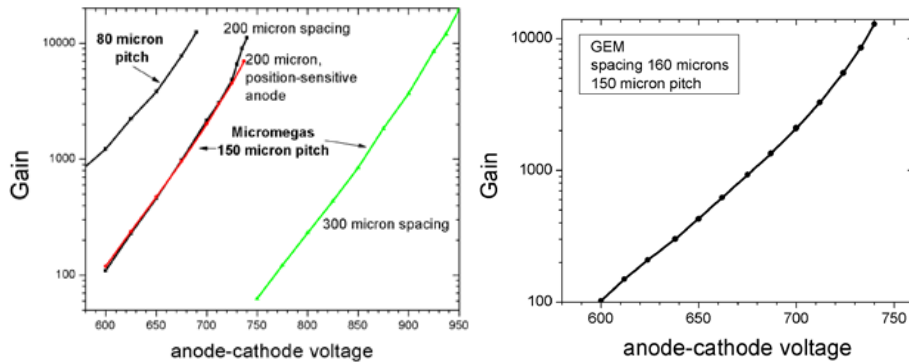 200 micron spacing
80 micron
pitch
200 micron,
position-sensitive
anode
Micromegas
150 micron pitch
300 micron spacing
10000
1000
100
Gain
600 650 700 750 800 850 900 950
anode-cathode voltage
GEM
spacing 160 microns
150 micron pitch
10000
1000
100
Gain
600 650 700 750
anode-cathode voltage